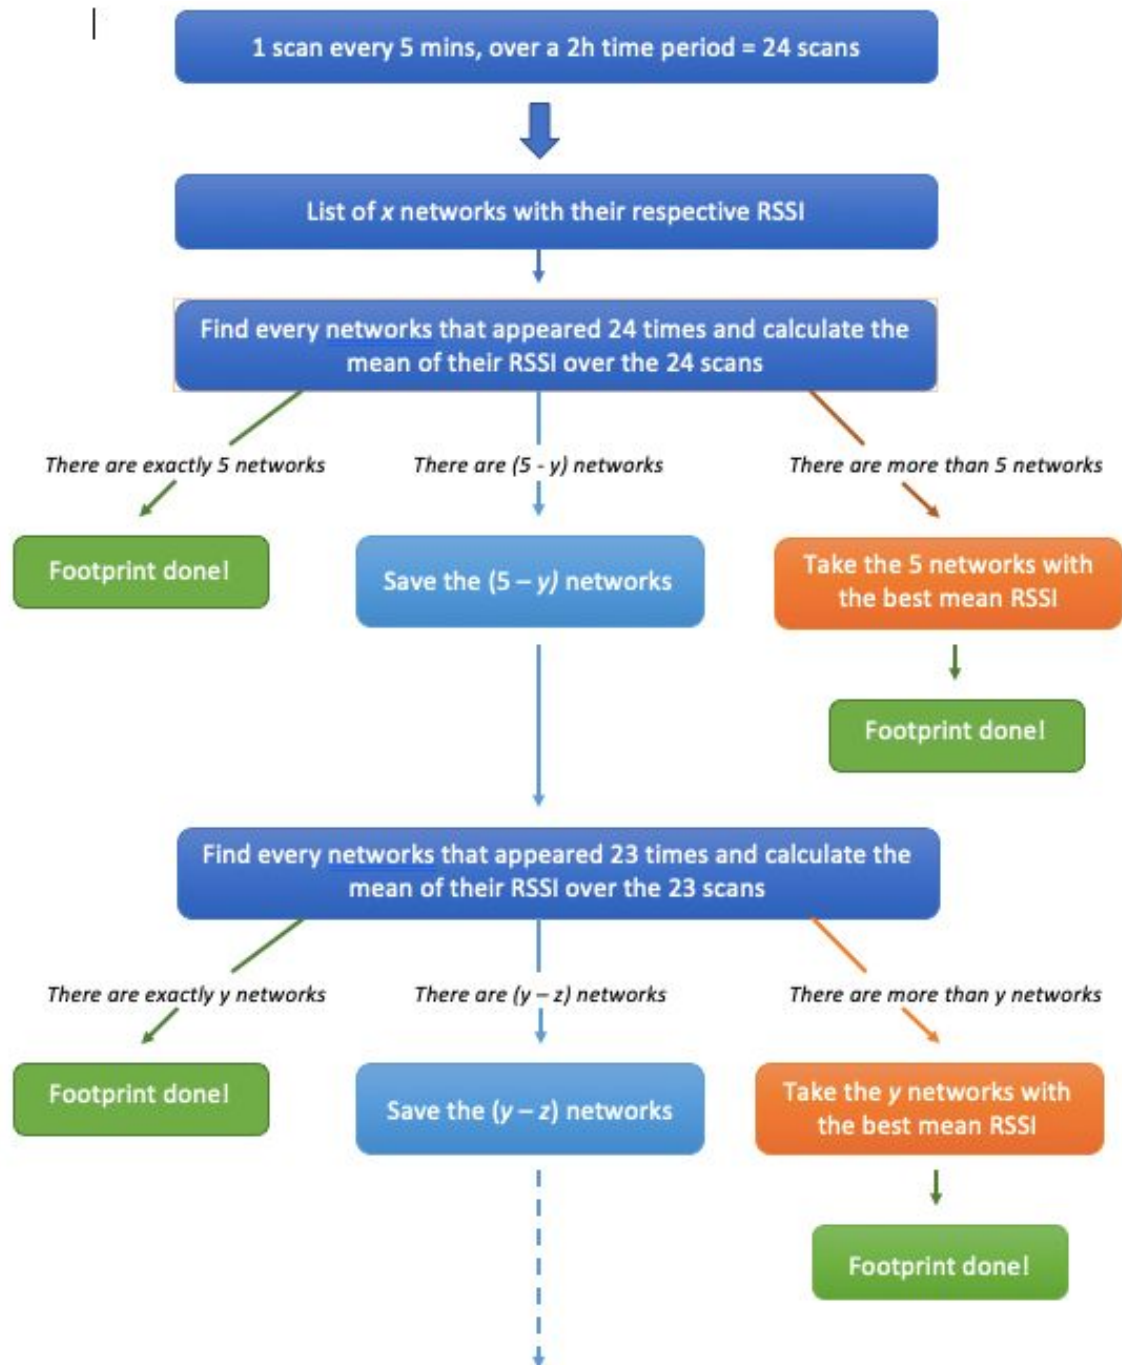 1 scan every 5 mins, over a 2h time period = 24 scans
List of x networks with their respective RSSI
Find every networks that appeared 24 times and calculate the
mean of their RSSI over the 24 scans
There are exactly 5 networks
There are (5 - y) networks
There are more than 5 networks
Footprint done!
Save the (5 – y) networks
Take the 5 networks with
the best mean RSSI
Footprint done!
Find every networks that appeared 23 times and calculate the
mean of their RSSI over the 23 scans
There are exactly y networks
There are (y – z) networks
There are more than y networks
Footprint done!
Save the (y – z) networks
Take the y networks with
the best mean RSSI
Footprint done!